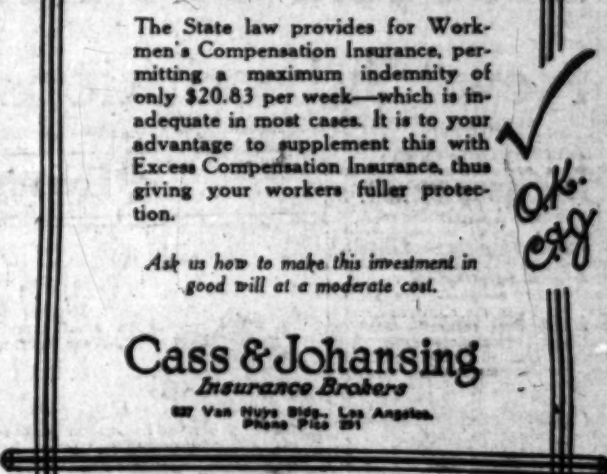 The State law provides for Work-
men's Compensation Insurance, per-
mitting a maximum indemnity of
only $20.83 per week—which is in-
adequate in most cases. It is to your
advantage to supplement this with
Excess Compensation Insurance, thus
giving your workers fuller protec-
tion.
O.K.
C&J
Ask us how to make this investment in
good will at a moderate cost.
Cass & Johansing
Insurance Brokers
Van Nuys Bldg., Los Angeles.
Phone Pico